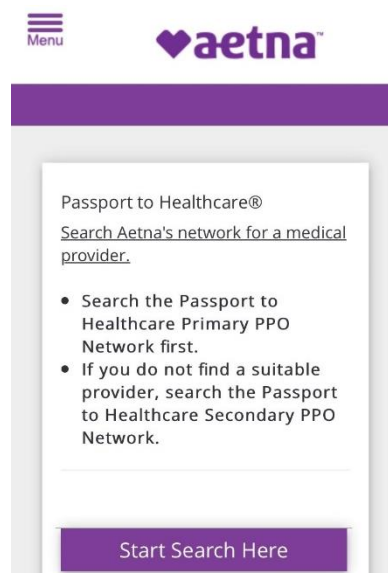 Menu
aetna™
Passport to Healthcare®
Search Aetna's network for a medical
provider.
• Search the Passport to
Healthcare Primary PPO
Network first.
• If you do not find a suitable
provider, search the Passport
to Healthcare Secondary PPO
Network.
Start Search Here